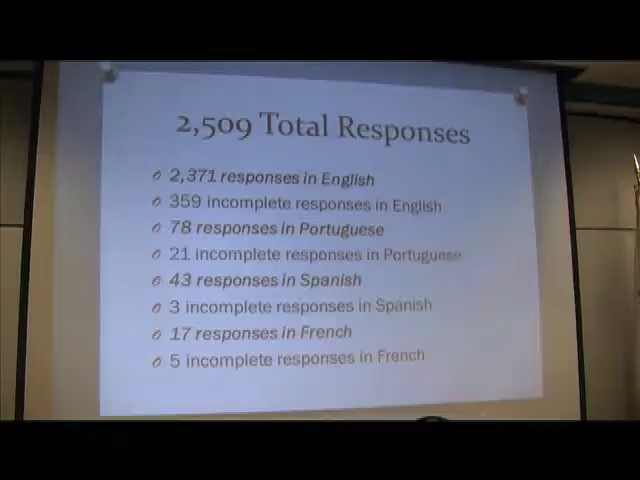 2,509 Total Responses
2,371 responses in English
359 incomplete responses in English
78 responses in Portuguese
21 incomplete responses in Portuguese
43 responses in Spanish
3 incomplete responses in Spanish
17 responses in French
5 incomplete responses in French